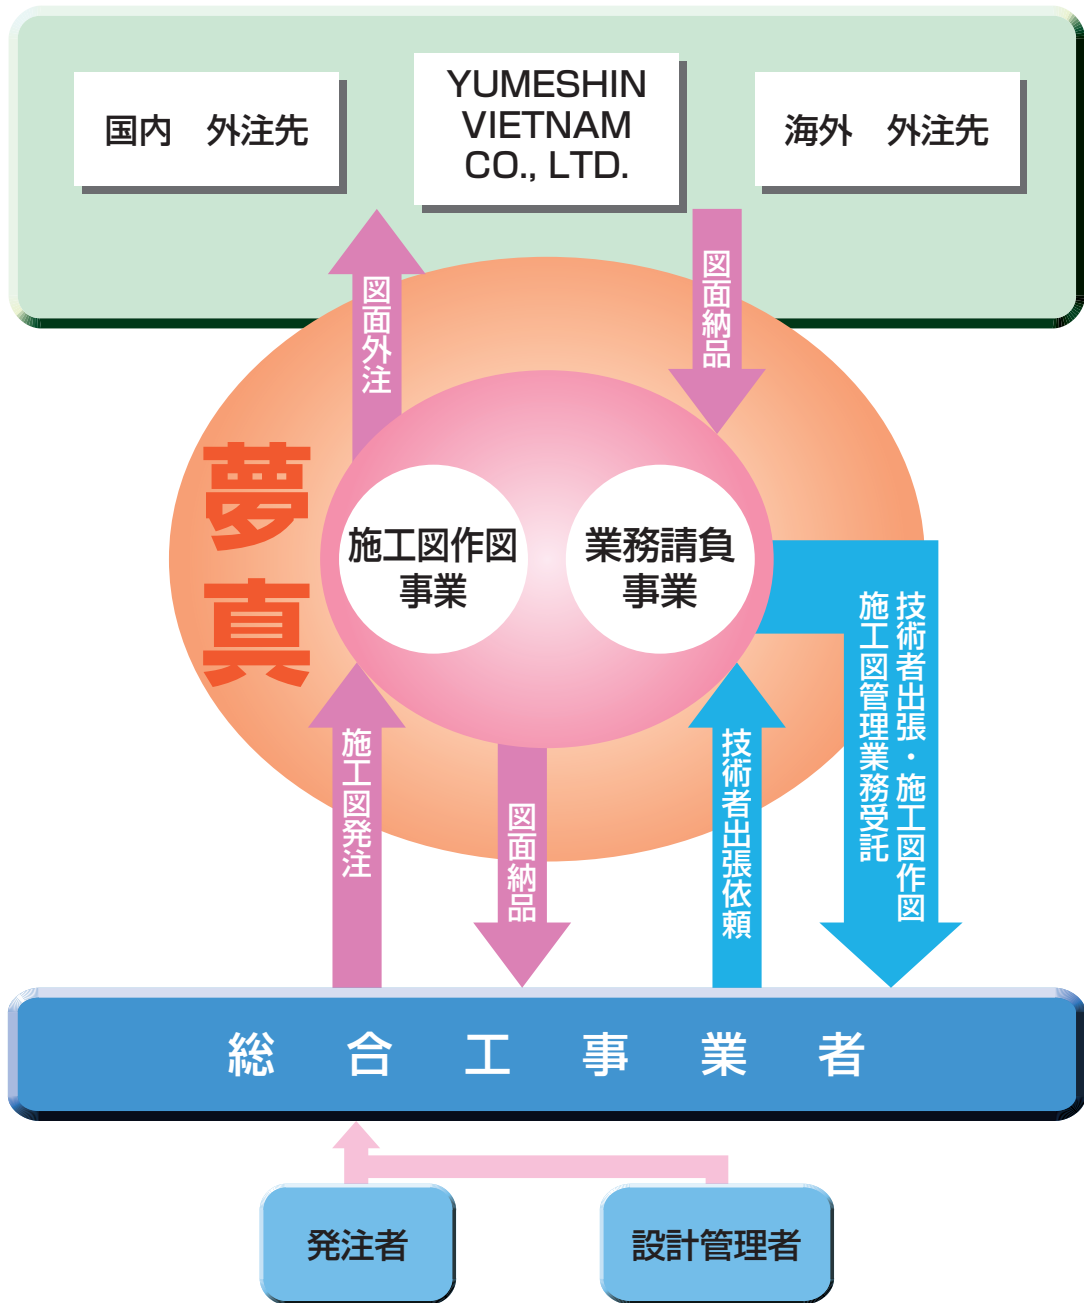 国内　外注先
YUMESHIN
VIETNAM
CO., LTD.
海外　外注先
図面外注
図面納品
夢真
施工図作図
事業
業務請負
事業
技術者出張・施工図作図
施工図管理業務受託
施工図発注
図面納品
技術者出張依頼
総合工事業者
発注者
設計管理者